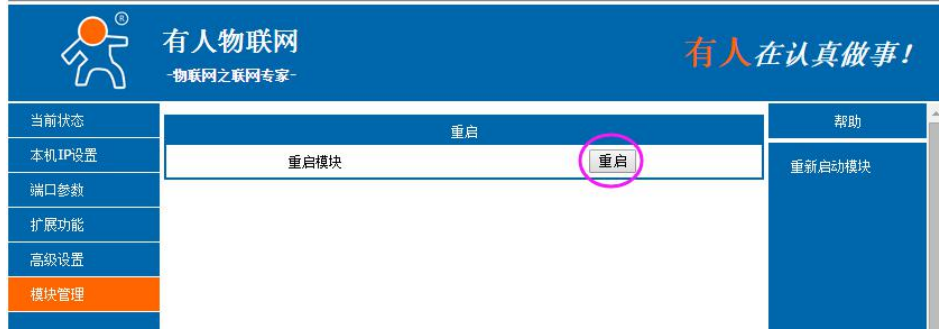 ®
有人物联网
-物联网之联网专家-
有人在认真做事!
当前状态
本机IP设置
端口参数
扩展功能
高级设置
模块管理
重启
重启模块 重启
帮助
重新启动模块